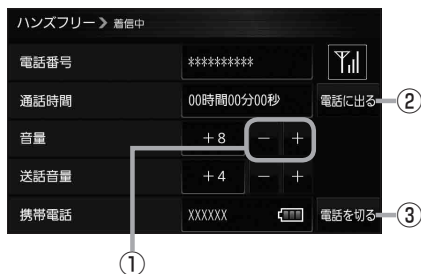 ハンズフリー > 着信中
電話番号 **********
通話時間 00時間00分00秒 電話に出る ②
音量 +8 − +
送話音量 +4 − +
携帯電話 XXXXXX 電話を切る ③
①